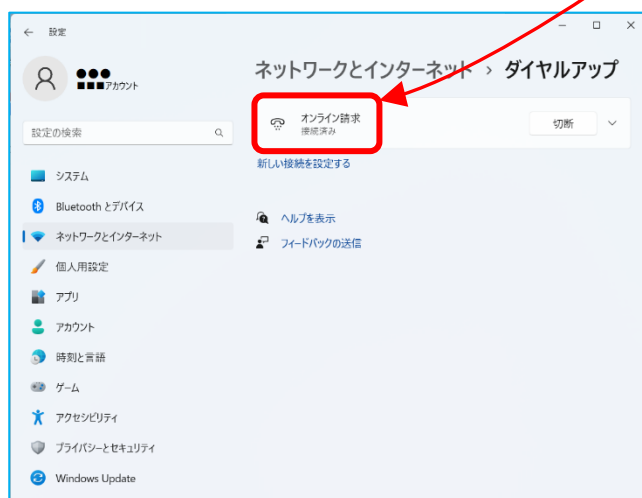 設定
●●●
■■■アカウント
設定の検索
システム
Bluetooth とデバイス
ネットワークとインターネット
個人用設定
アプリ
アカウント
時刻と言語
ゲーム
アクセシビリティ
プライバシーとセキュリティ
Windows Update
ネットワークとインターネット › ダイヤルアップ
オンライン請求
接続済み
切断
新しい接続を設定する
ヘルプを表示
フィードバックの送信